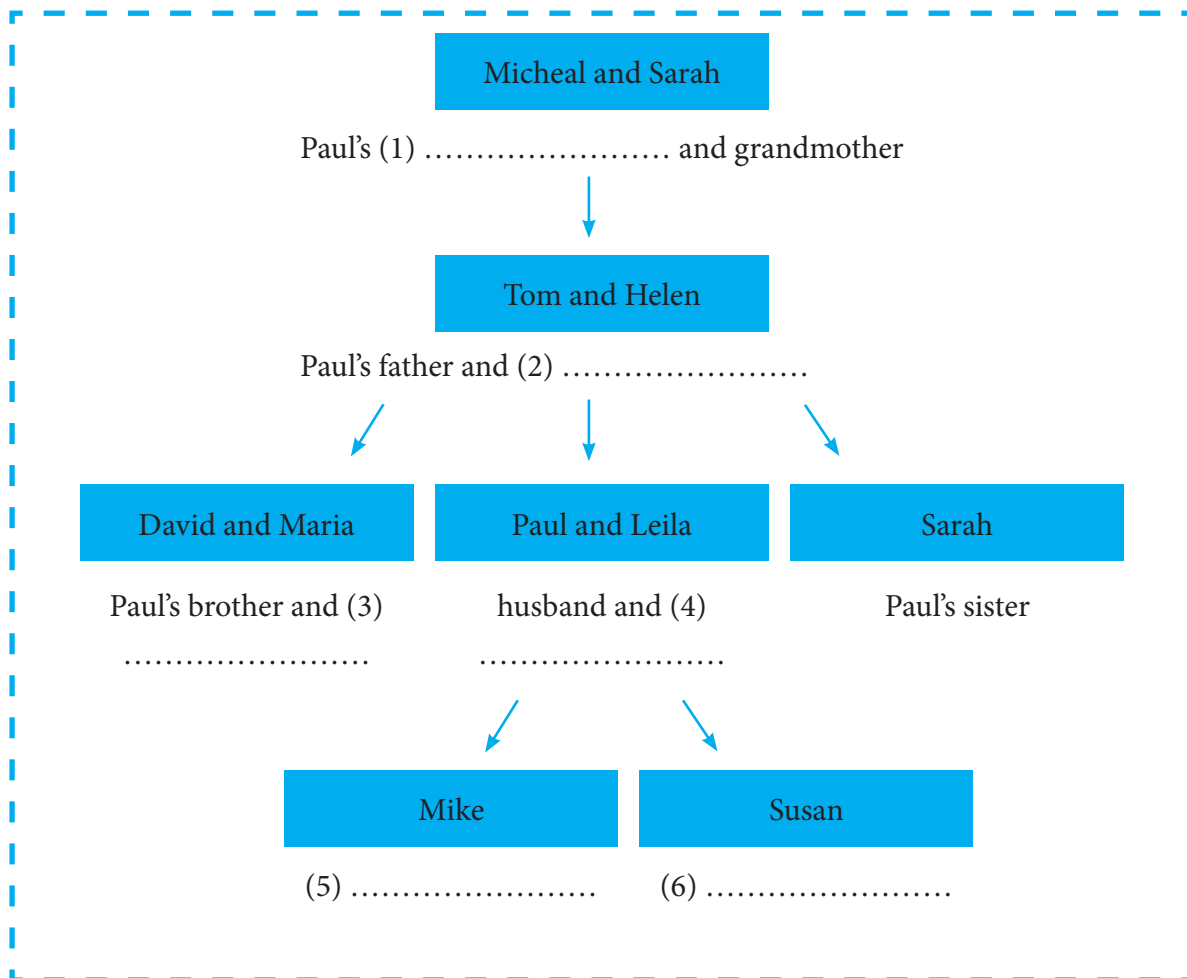 Micheal and Sarah
Paul's (1) ........................ and grandmother
Tom and Helen
Paul's father and (2) ........................
David and Maria
Paul and Leila
Sarah
Paul's brother and (3)
husband and (4)
Paul's sister
........................
........................
Mike
Susan
(5) ........................
(6) ........................